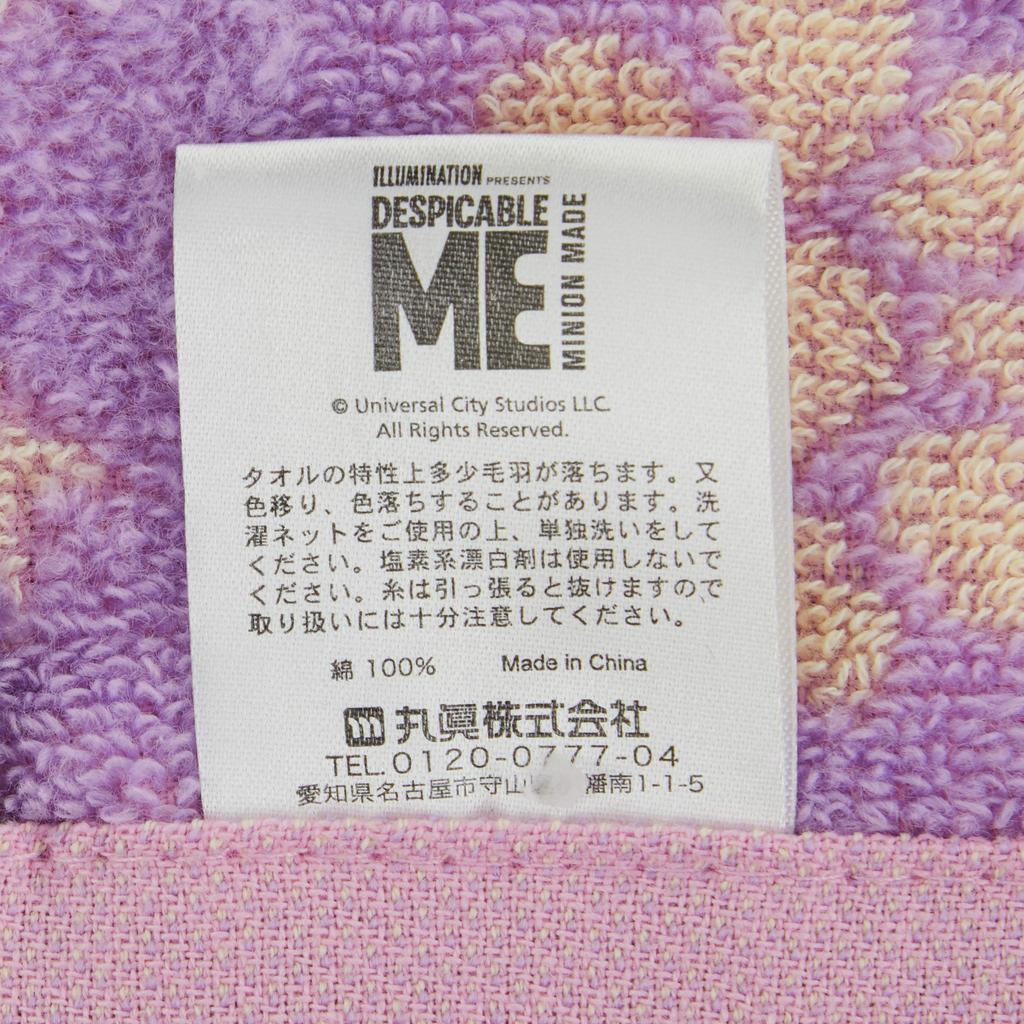 ILLUMINATION PRESENTS
DESPICABLE
ME
MINION MADE
© Universal City Studios LLC.
All Rights Reserved.
タオルの特性上多少毛羽が落ちます。又
色移り、色落ちすることがあります。洗
濯ネットをご使用の上、単独洗いをして
ください。塩素系漂白剤は使用しないで
ください。糸は引っ張ると抜けますので
取り扱いには十分注意してください。
綿 100% Made in China
丸眞株式会社
TEL.0120-0777-04
愛知県名古屋市守山 幡南1-1-5